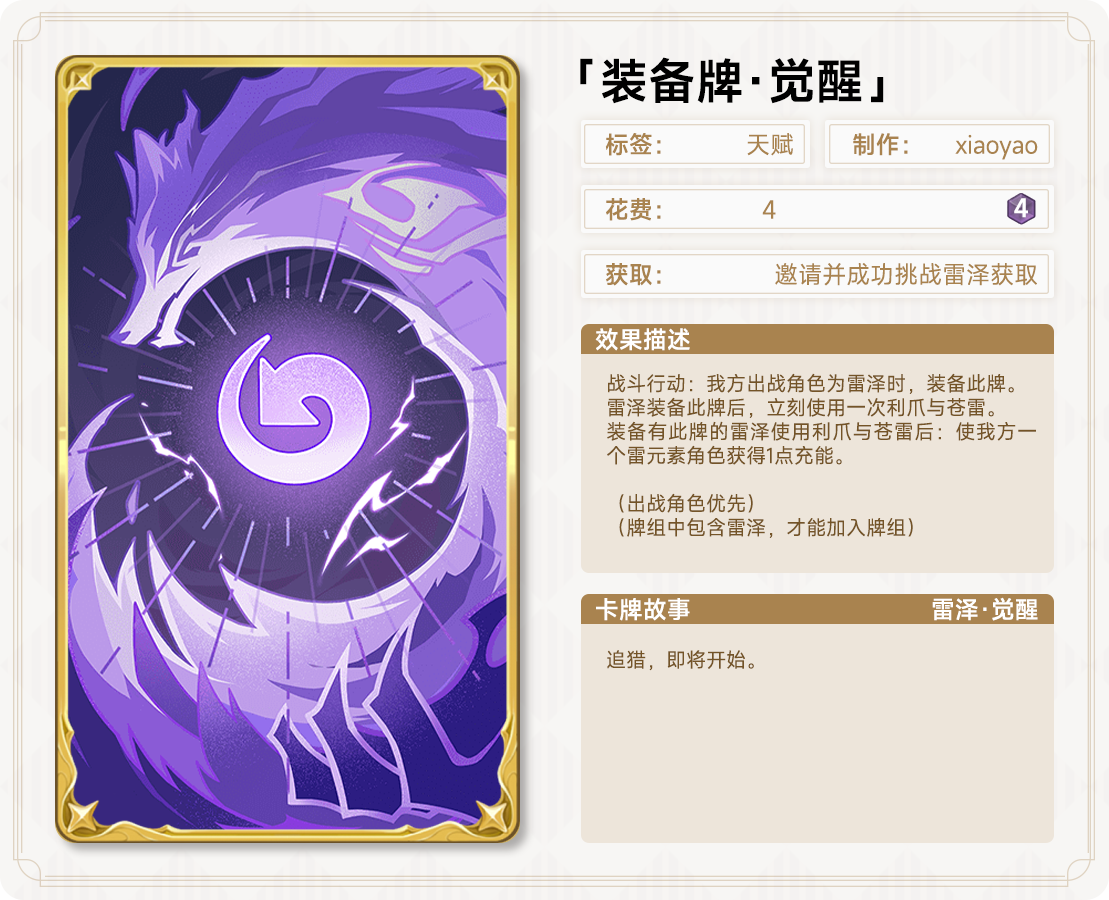 「装备牌·觉醒」
标签： 天赋
制作： xiaoyao
花费： 4 4
获取： 邀请并成功挑战雷泽获取
效果描述
战斗行动：我方出战角色为雷泽时，装备此牌。
雷泽装备此牌后，立刻使用一次利爪与苍雷。
装备有此牌的雷泽使用利爪与苍雷后：使我方一
个雷元素角色获得1点充能。
（出战角色优先）
（牌组中包含雷泽，才能加入牌组）
卡牌故事 雷泽·觉醒
追猎，即将开始。